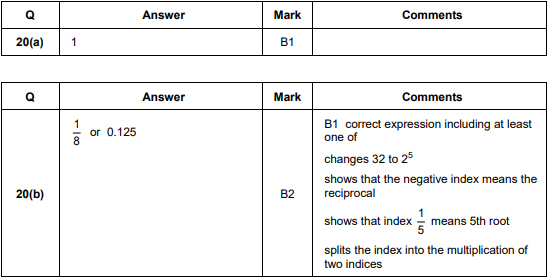 Q Answer Mark Comments
20(a) 1 B1
Q Answer Mark Comments
20(b) 1/8 or 0.125 B2
B1 correct expression including at least
one of
changes 32 to 2⁵
shows that the negative index means the
reciprocal
shows that index 1/5 means 5th root
splits the index into the multiplication of
two indices